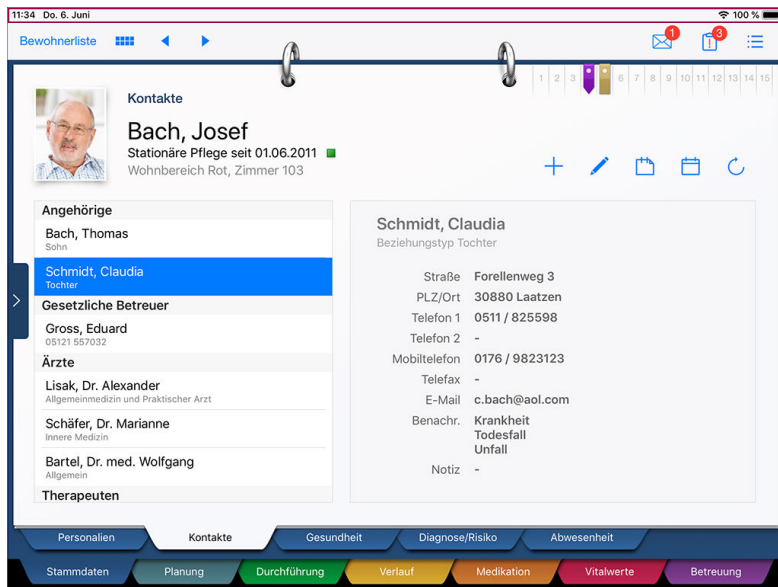 11:34 Do. 6. Juni 100 %
Bewohnerliste 1 3
1 2 3 6 7 8 9 10 11 12 13 14 15
Kontakte
Bach, Josef
Stationäre Pflege seit 01.06.2011
Wohnbereich Rot, Zimmer 103
Angehörige
Bach, Thomas
Sohn
Schmidt, Claudia
Tochter
Gesetzliche Betreuer
Gross, Eduard
05121 557032
Ärzte
Lisak, Dr. Alexander
Allgemeinmedizin und Praktischer Arzt
Schäfer, Dr. Marianne
Innere Medizin
Bartel, Dr. med. Wolfgang
Allgemein
Therapeuten
Schmidt, Claudia
Beziehungstyp Tochter
Straße Forellenweg 3
PLZ/Ort 30880 Laatzen
Telefon 1 0511 / 825598
Telefon 2 -
Mobiltelefon 0176 / 9823123
Telefax -
E-Mail c.bach@aol.com
Benachr. Krankheit
Todesfall
Unfall
Notiz -
Personalien Kontakte Gesundheit Diagnose/Risiko Abwesenheit
Stammdaten Planung Durchführung Verlauf Medikation Vitalwerte Betreuung